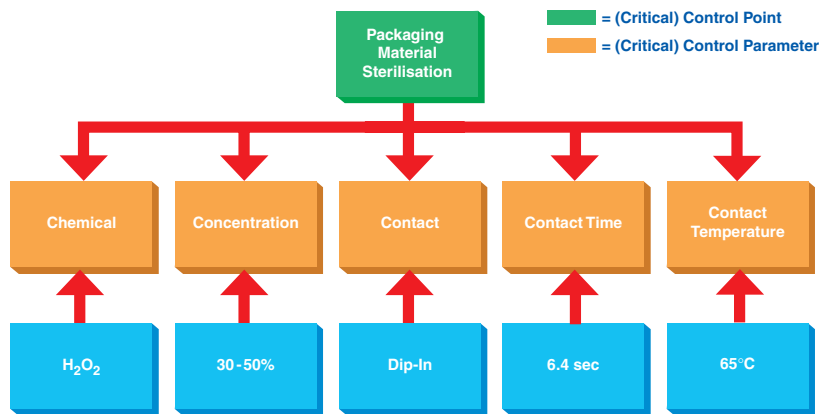 Packaging
Material
Sterilisation
= (Critical) Control Point
= (Critical) Control Parameter
Chemical
Concentration
Contact
Contact Time
Contact
Temperature
H₂O₂
30-50%
Dip-In
6.4 sec
65°C